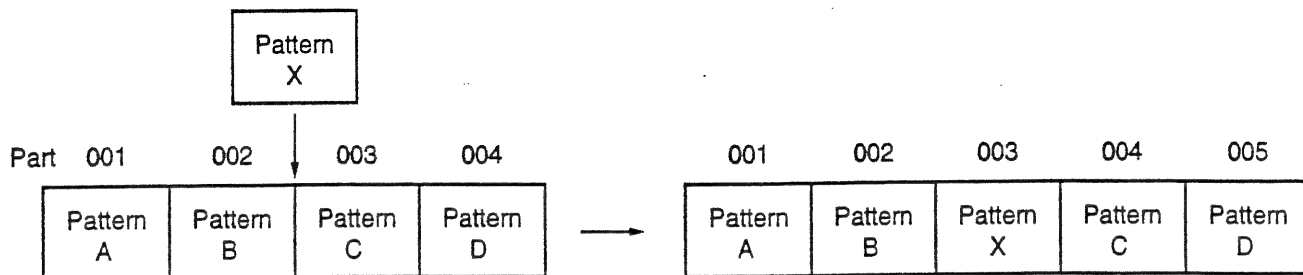 Pattern
X
Part 001 002 003 004 001 002 003 004 005
Pattern Pattern Pattern Pattern Pattern Pattern Pattern Pattern Pattern
A B C D A B X C D